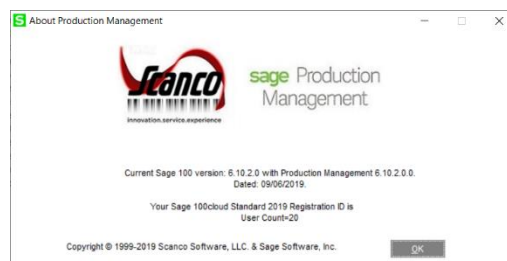 About Production Management
Scanco
innovation.service.experience
sage Production
Management
Current Sage 100 version: 6.10.2.0 with Production Management 6.10.2.0.0.
Dated: 09/06/2019.
Your Sage 100cloud Standard 2019 Registration ID is
User Count=20
Copyright © 1999-2019 Scanco Software, LLC. & Sage Software, Inc.
OK